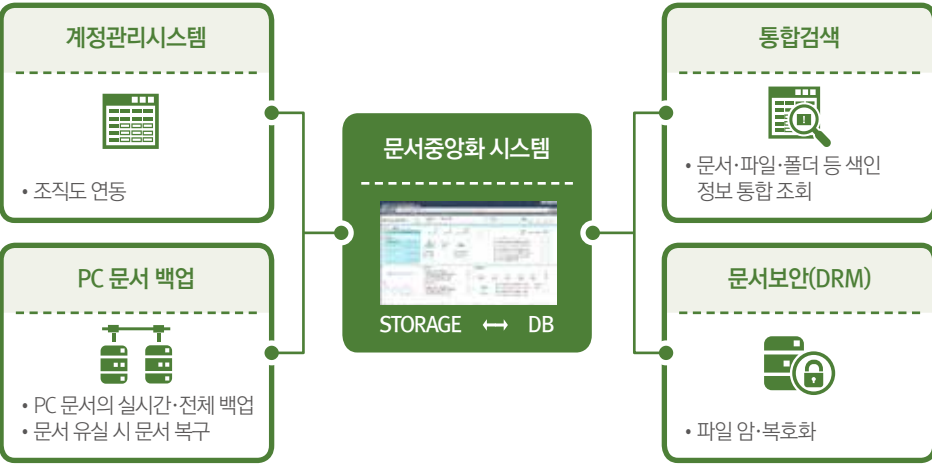 계정관리시스템
• 조직도 연동
PC 문서 백업
• PC 문서의 실시간·전체 백업
• 문서 유실 시 문서 복구
문서중앙화 시스템
STORAGE ↔ DB
통합검색
• 문서·파일·폴더 등 색인
정보 통합 조회
문서보안(DRM)
• 파일 암·복호화